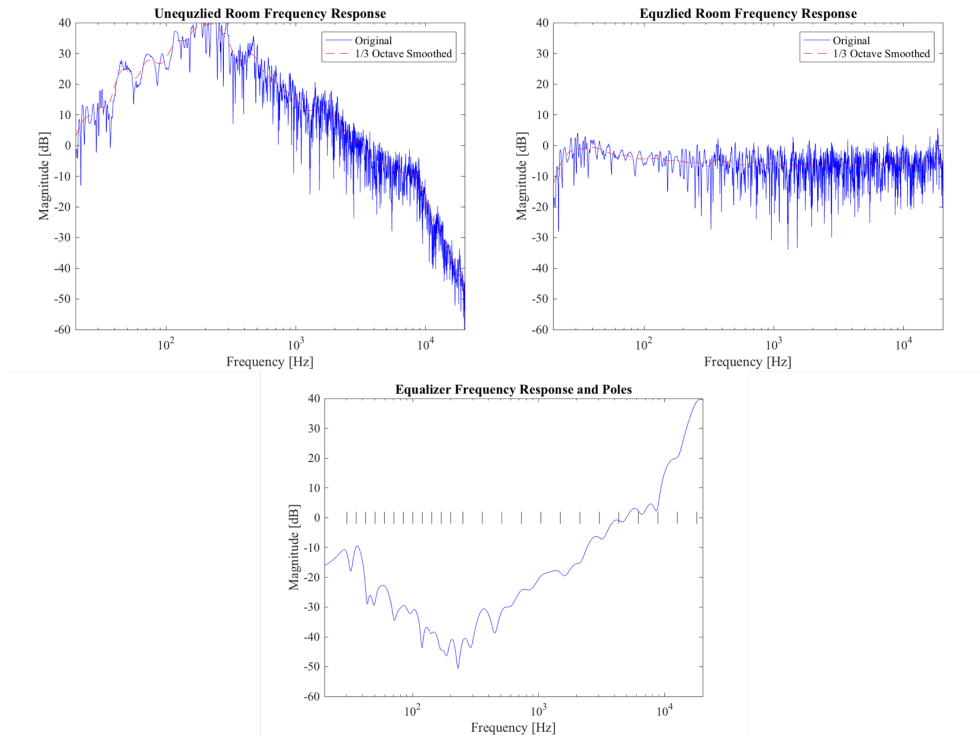 Unequzlied Room Frequency Response
40
30
20
10
0
-10
-20
-30
-40
-50
-60
Magnitude [dB]
Original
1/3 Octave Smoothed
10² 10³ 10⁴
Frequency [Hz]
Equzlied Room Frequency Response
40
30
20
10
0
-10
-20
-30
-40
-50
-60
Magnitude [dB]
Original
1/3 Octave Smoothed
10² 10³ 10⁴
Frequency [Hz]
Equalizer Frequency Response and Poles
40
30
20
10
0
-10
-20
-30
-40
-50
-60
Magnitude [dB]
10² 10³ 10⁴
Frequency [Hz]